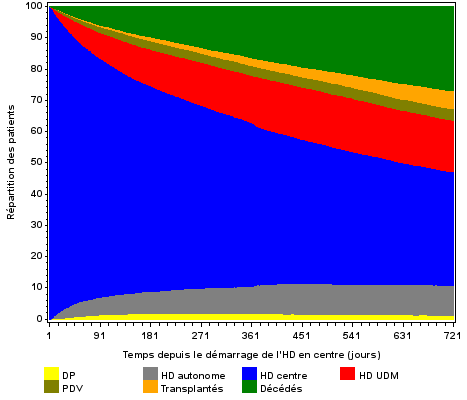 100
90
80
70
60
50
40
30
20
10
0
Répartition des patients
1 91 181 271 361 451 541 631 721
Temps depuis le démarrage de l'HD en centre (jours)
DP HD autonome HD centre HD UDM
PDV Transplantés Décédés